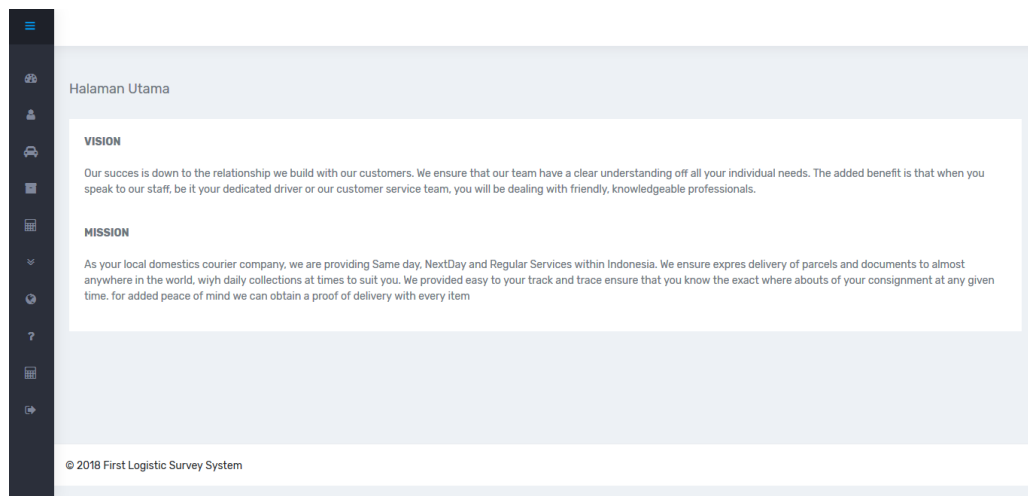 Halaman Utama
VISION
Our succes is down to the relationship we build with our customers. We ensure that our team have a clear understanding off all your individual needs. The added benefit is that when you
speak to our staff, be it your dedicated driver or our customer service team, you will be dealing with friendly, knowledgeable professionals.
MISSION
As your local domestics courier company, we are providing Same day, NextDay and Regular Services within Indonesia. We ensure expres delivery of parcels and documents to almost
anywhere in the world, wiyh daily collections at times to suit you. We provided easy to your track and trace ensure that you know the exact where abouts of your consignment at any given
time. for added peace of mind we can obtain a proof of delivery with every item
© 2018 First Logistic Survey System